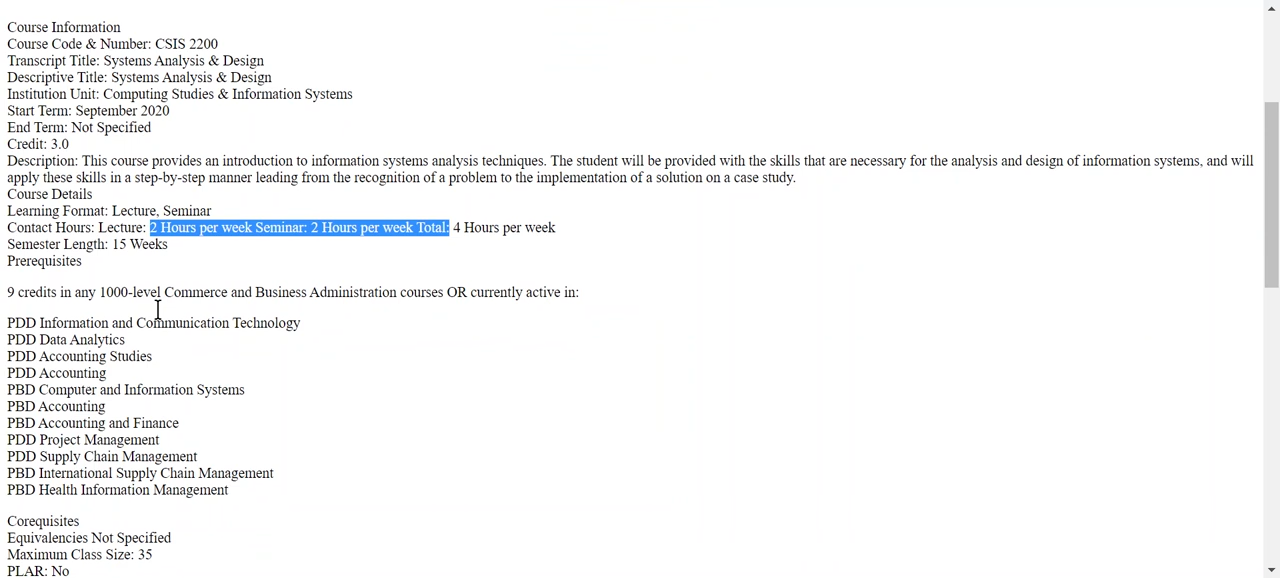 Course Information
Course Code & Number: CSIS 2200
Transcript Title: Systems Analysis & Design
Descriptive Title: Systems Analysis & Design
Institution Unit: Computing Studies & Information Systems
Start Term: September 2020
End Term: Not Specified
Credit: 3.0
Description: This course provides an introduction to information systems analysis techniques. The student will be provided with the skills that are necessary for the analysis and design of information systems, and will
apply these skills in a step-by-step manner leading from the recognition of a problem to the implementation of a solution on a case study.
Course Details
Learning Format: Lecture, Seminar
Contact Hours: Lecture: 2 Hours per week Seminar: 2 Hours per week Total: 4 Hours per week
Semester Length: 15 Weeks
Prerequisites
9 credits in any 1000-level Commerce and Business Administration courses OR currently active in:
PDD Information and Communication Technology
PDD Data Analytics
PDD Accounting Studies
PDD Accounting
PBD Computer and Information Systems
PBD Accounting
PBD Accounting and Finance
PDD Project Management
PDD Supply Chain Management
PBD International Supply Chain Management
PBD Health Information Management
Corequisites
Equivalencies Not Specified
Maximum Class Size: 35
PLAR: No